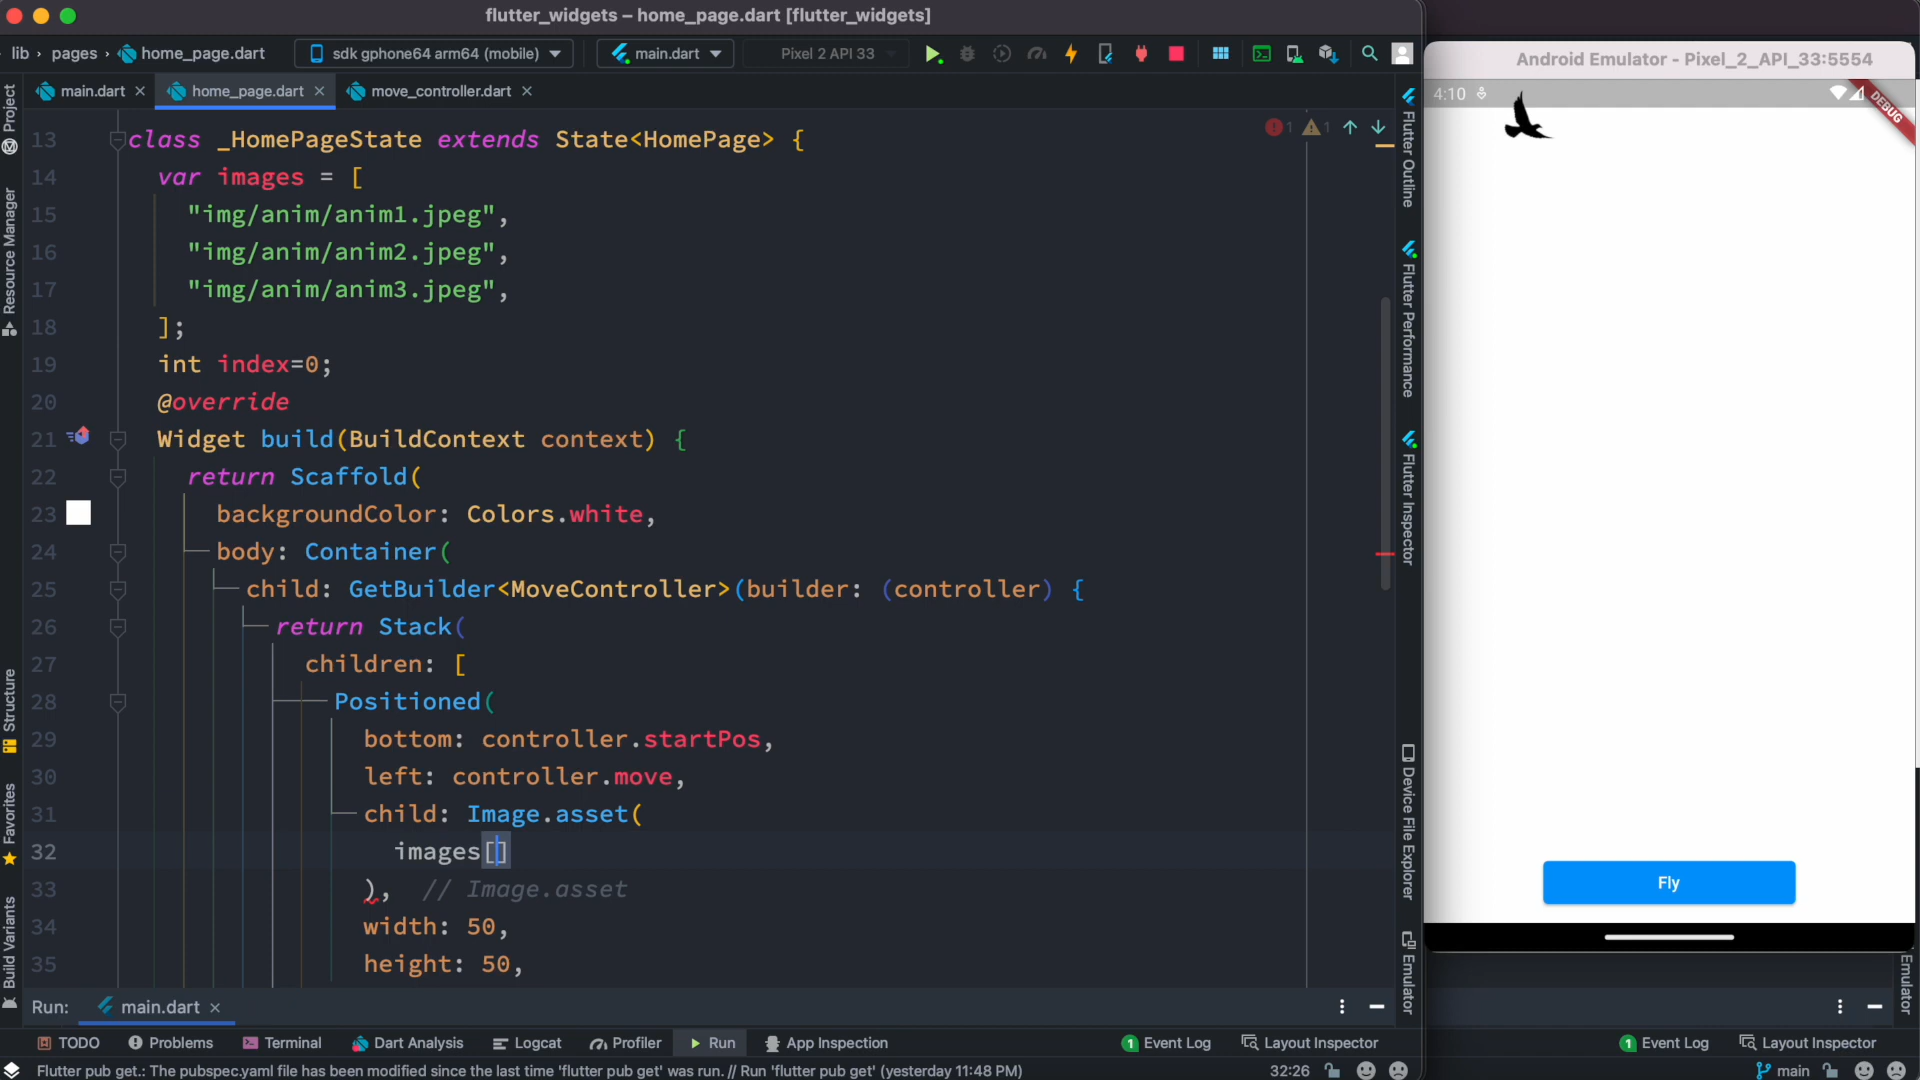 flutter_widgets – home_page.dart [flutter_widgets]
lib › pages › home_page.dart
sdk gphone64 arm64 (mobile)
main.dart
Pixel 2 API 33
main.dart
home_page.dart
move_controller.dart
13 class _HomePageState extends State<HomePage> {
14 var images = [
15 "img/anim/anim1.jpeg",
16 "img/anim/anim2.jpeg",
17 "img/anim/anim3.jpeg",
18 ];
19 int index=0;
20 @override
21 Widget build(BuildContext context) {
22 return Scaffold(
23 backgroundColor: Colors.white,
24 body: Container(
25 child: GetBuilder<MoveController>(builder: (controller) {
26 return Stack(
27 children: [
28 Positioned(
29 bottom: controller.startPos,
30 left: controller.move,
31 child: Image.asset(
32 images[]
33 ), // Image.asset
34 width: 50,
35 height: 50,
1 1
Project
Resource Manager
Structure
Favorites
Build Variants
Flutter Outline
Flutter Performance
Flutter Inspector
Device File Explorer
Emulator
Run: main.dart
TODO
Problems
Terminal
Dart Analysis
Logcat
Profiler
Run
App Inspection
1 Event Log
Layout Inspector
Flutter pub get.: The pubspec.yaml file has been modified since the last time 'flutter pub get' was run. // Run 'flutter pub get' (yesterday 11:48 PM)
32:26
Android Emulator - Pixel_2_API_33:5554
4:10
DEBUG
Fly
Emulator
1 Event Log
Layout Inspector
main